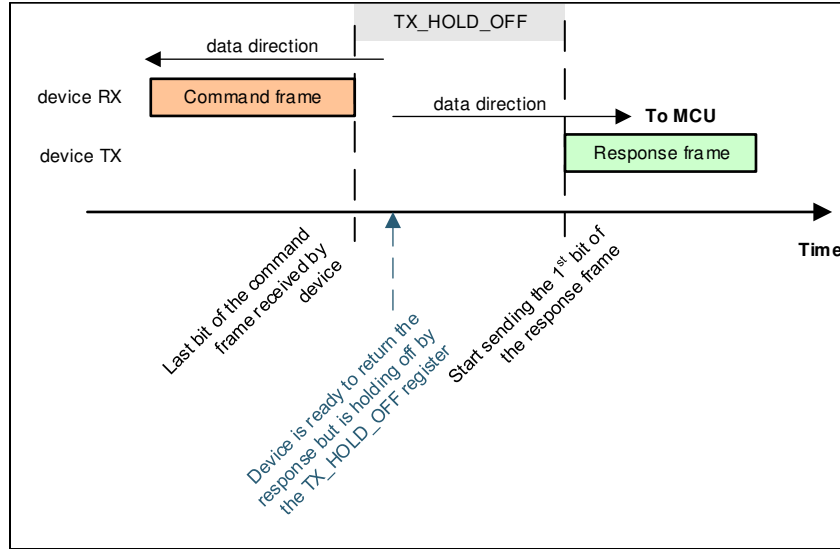 TX_HOLD_OFF
data direction
device RX
Command frame
data direction
To MCU
device TX
Response frame
Time
Last bit of the command
frame received by
device
Device is ready to return the
response but is holding off by
the TX_HOLD_OFF register
Start sending the 1st bit of
the response frame